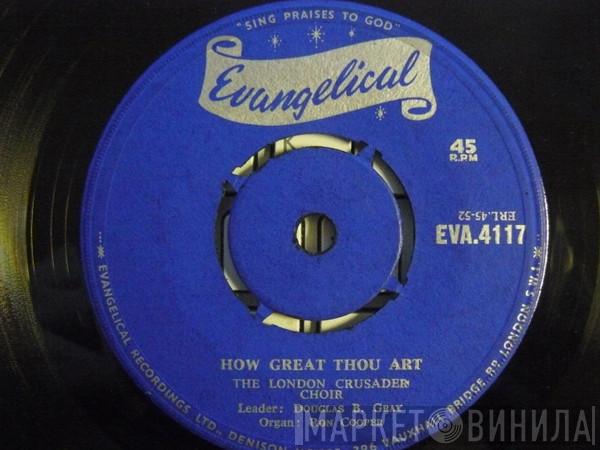 "SING PRAISES TO GOD"
Evangelical
45
R.P.M
ERL.45-52
EVA.4117
HOW GREAT THOU ART
THE LONDON CRUSADER
CHOIR
Leader: DOUGLAS B. GRAY
Organ: RON COOPER
...* EVANGELICAL RECORDINGS LTD., DENISON VAUXHALL BRIDGE, RD. LONDON, S.W.1. *...
МАРКЕТ ВИНИЛА